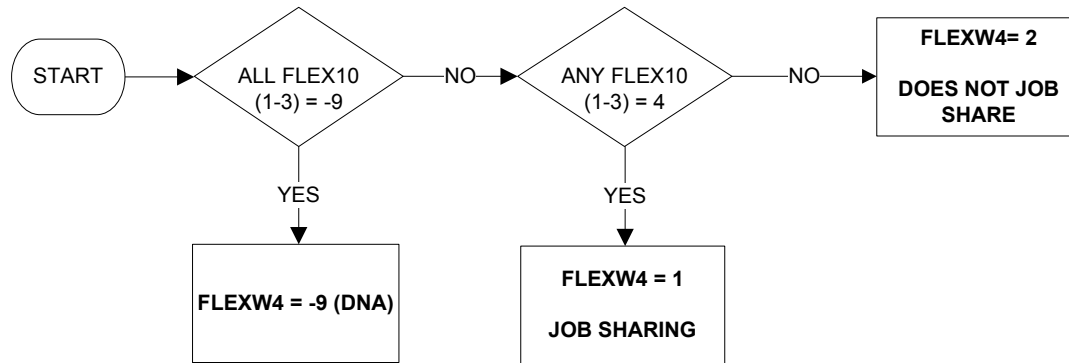 START
ALL FLEX10
(1-3) = -9
NO
ANY FLEX10
(1-3) = 4
NO
FLEXW4= 2
DOES NOT JOB
SHARE
YES
YES
FLEXW4 = -9 (DNA)
FLEXW4 = 1
JOB SHARING